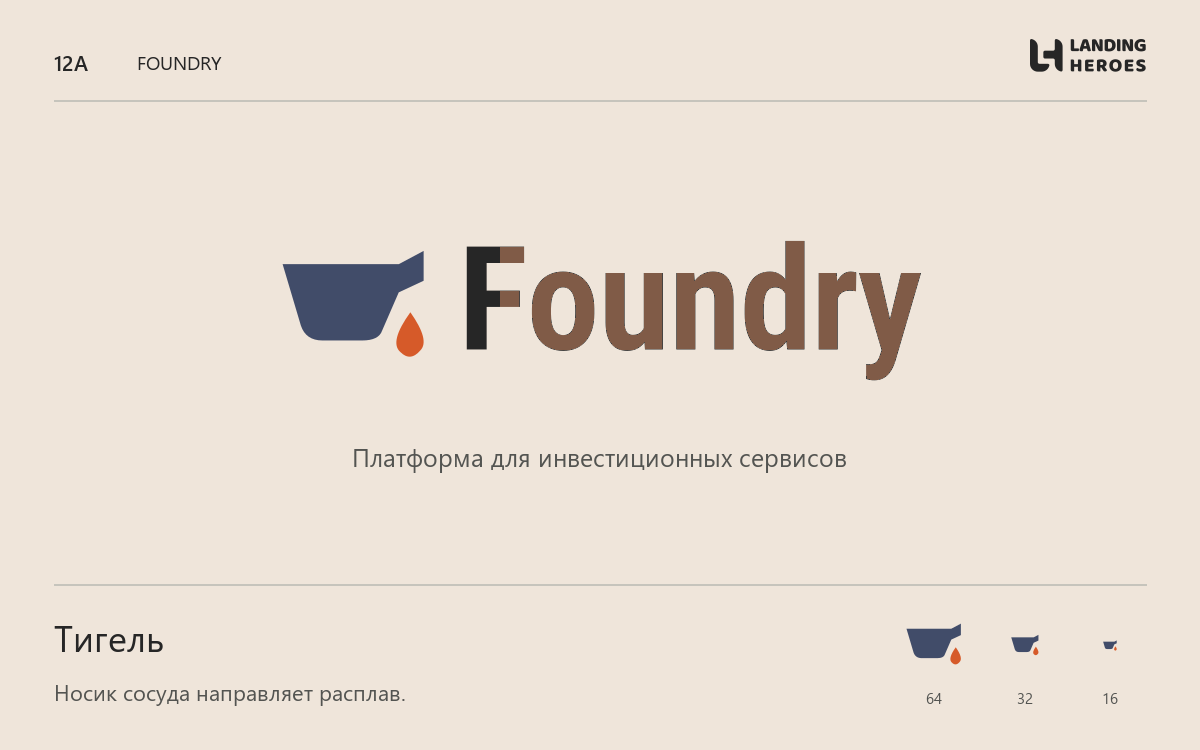 12A
FOUNDRY
LANDING
HEROES
Foundry
Платформа для инвестиционных сервисов
Тигель
Носик сосуда направляет расплав.
64
32
16